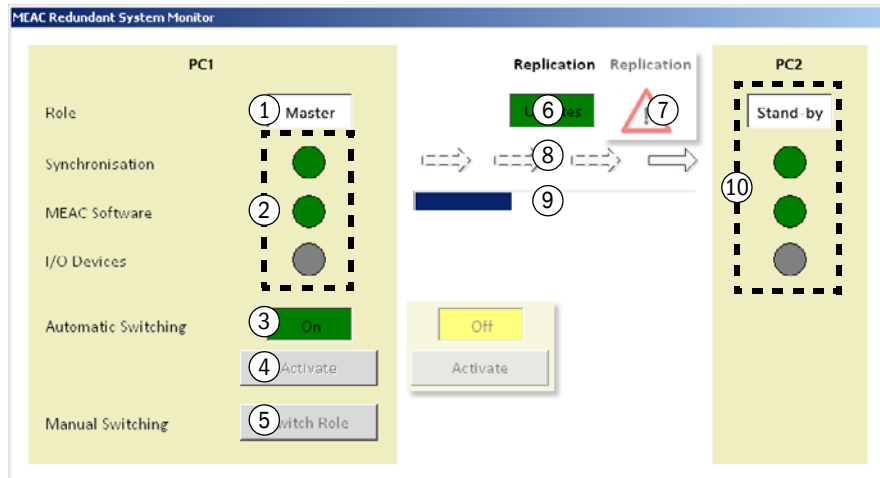 MEAC Redundant System Monitor
PC1 Replication Replication PC2
Role 1 Master 6 7 Stand-by
Synchronisation 8
10
MEAC Software 2 9
I/O Devices
Automatic Switching 3 On Off
4 Activate Activate
Manual Switching 5 Role